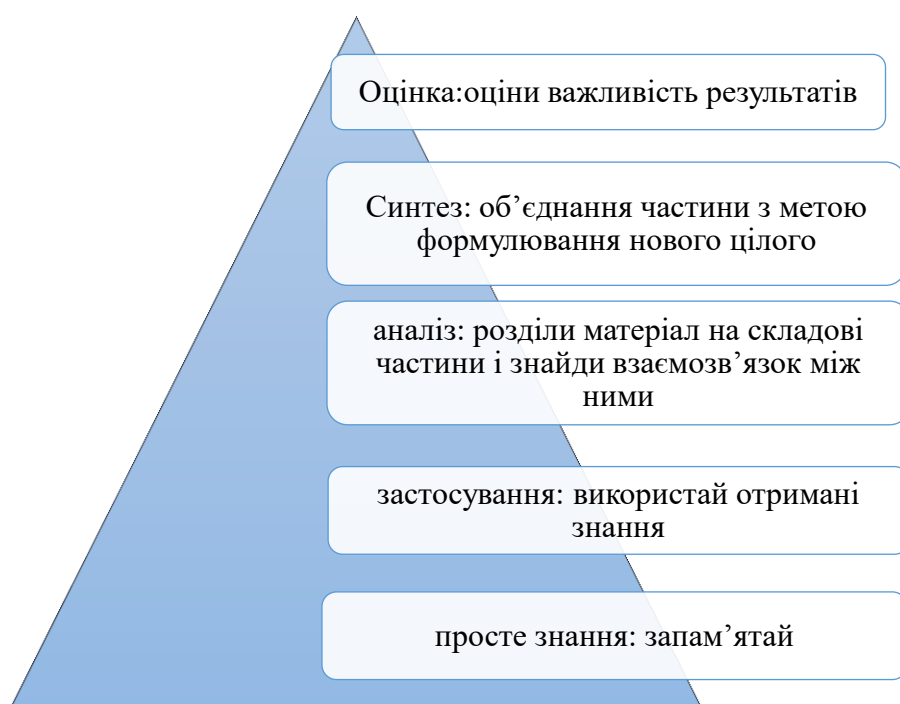 Оцінка:оціни важливість результатів
Синтез: об’єднання частини з метою
формулювання нового цілого
аналіз: розділи матеріал на складові
частини і знайди взаємозв’язок між
ними
застосування: використай отримані
знання
просте знання: запам’ятай